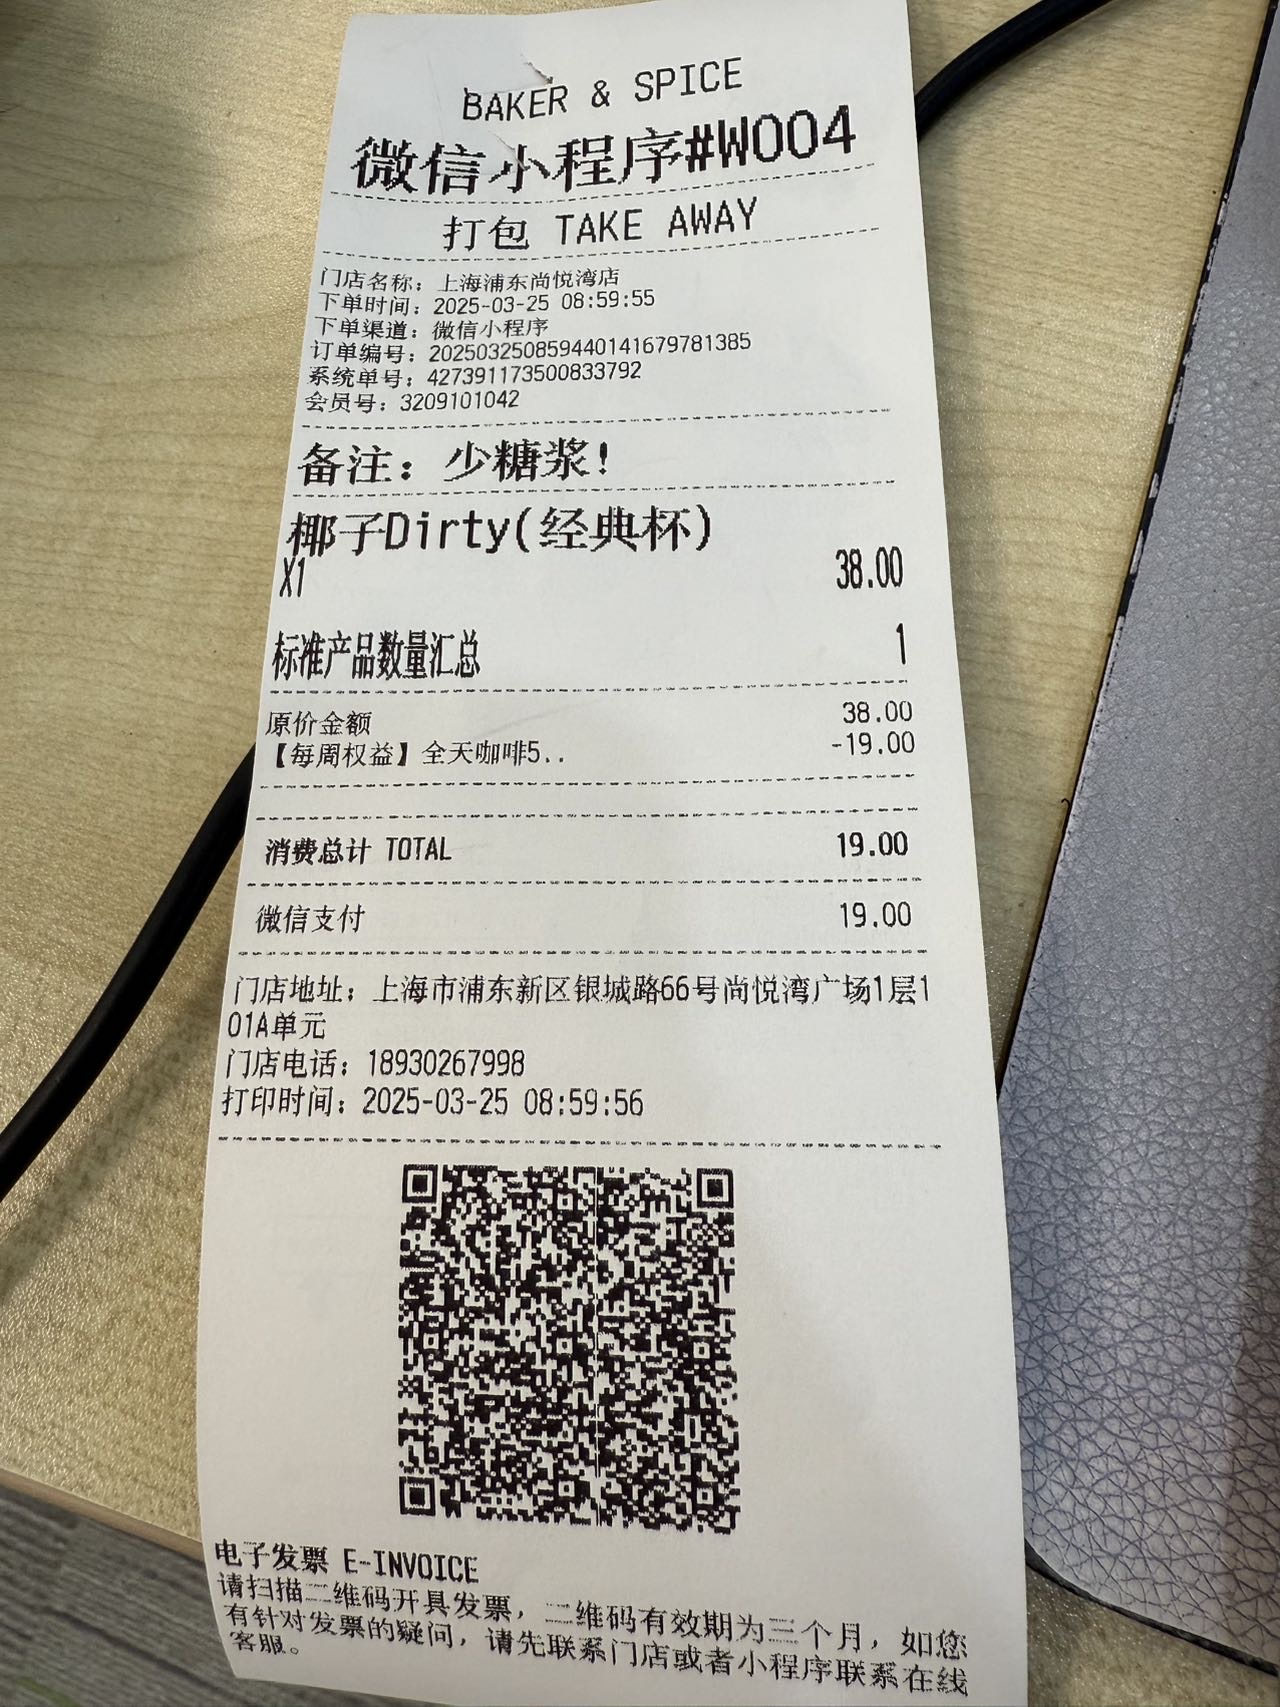 BAKER & SPICE
微信小程序#W004
打包 TAKE AWAY
门店名称：上海浦东尚悦湾店
下单时间：2025-03-25 08:59:55
下单渠道：微信小程序
订单编号：2025032508594401416797​81385
系统单号：427391173500833792
会员号：3209101042
备注：少糖浆！
椰子Dirty(经典杯)
X1 38.00
标准产品数量汇总 1
原价金额 38.00
【每周权益】全天咖啡5.. -19.00
消费总计 TOTAL 19.00
微信支付 19.00
门店地址：上海市浦东新区银城路66号尚悦湾广场1层1
01A单元
门店电话：18930267998
打印时间：2025-03-25 08:59:56
电子发票 E-INVOICE
请扫描二维码开具发票，二维码有效期为三个月，如您
有针对发票的疑问，请先联系门店或者小程序联系在线
客服。